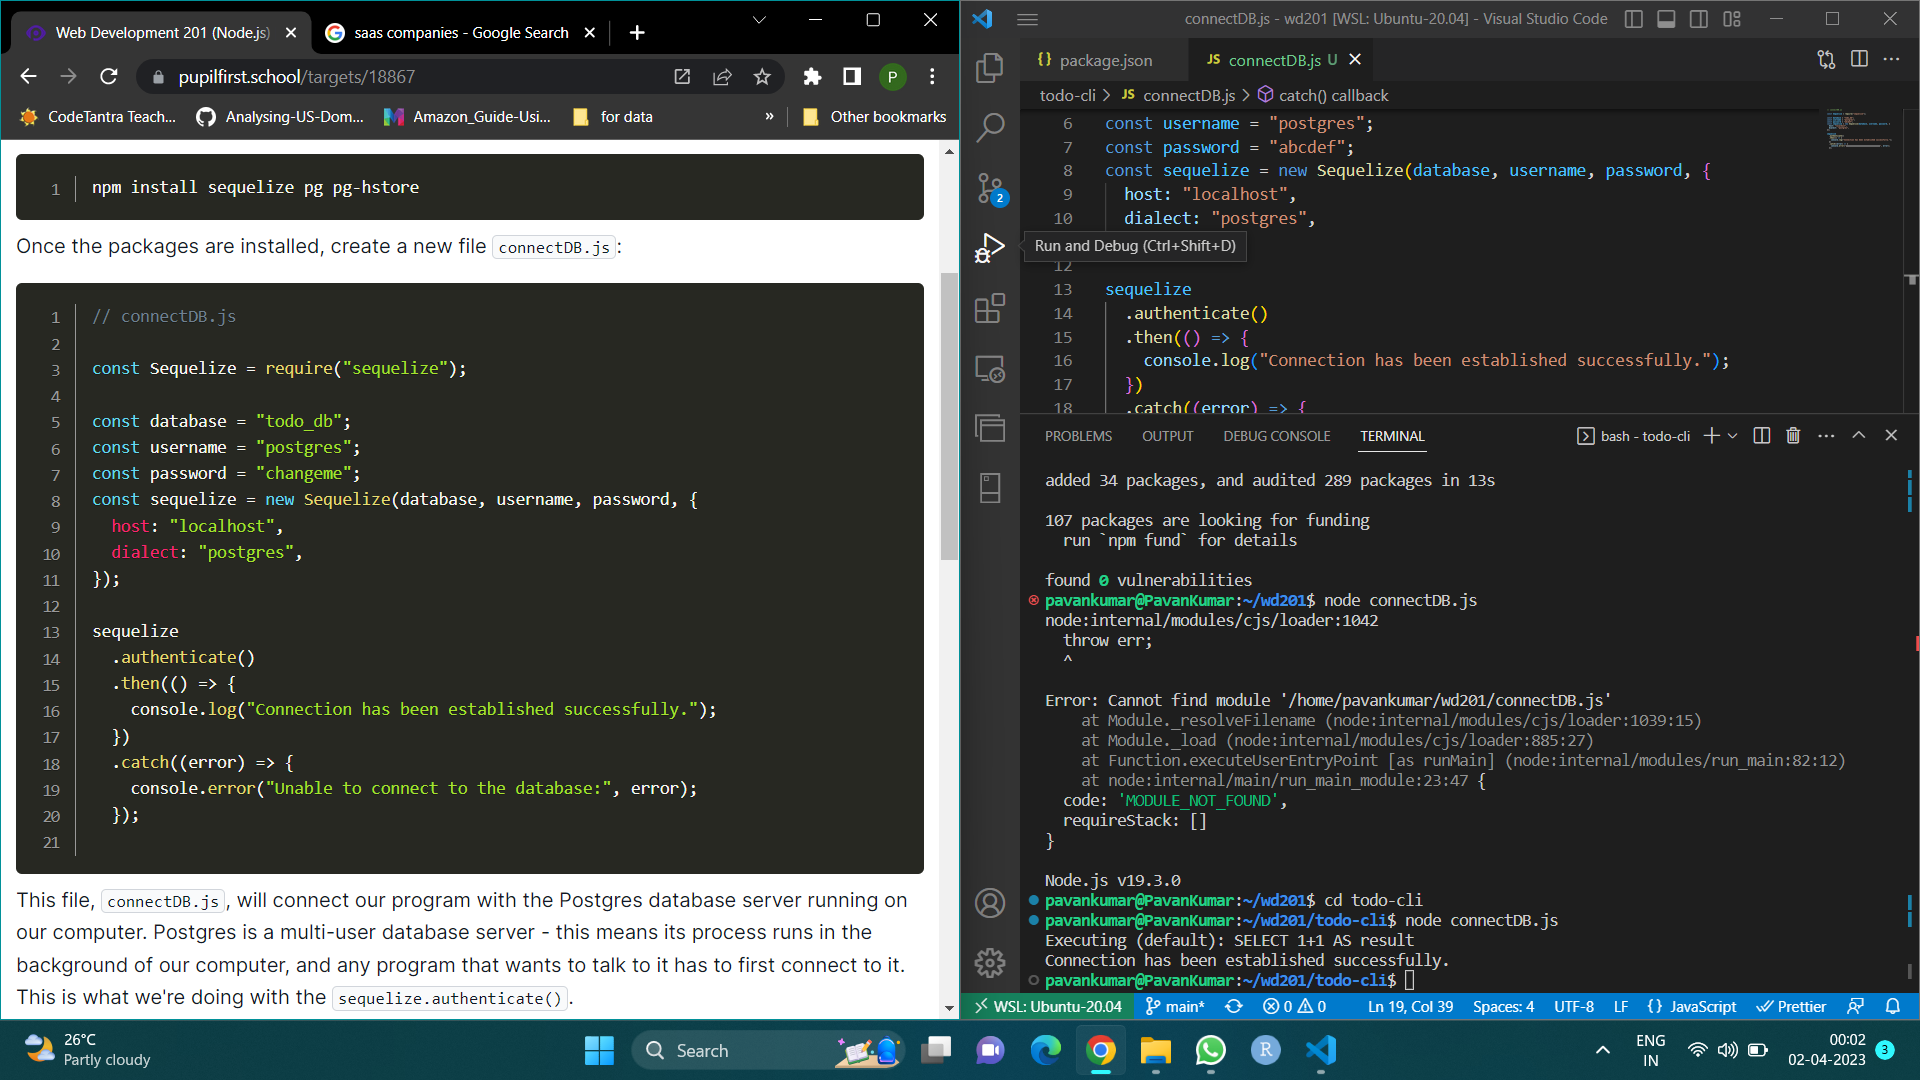 Web Development 201 (Node.js)
saas companies - Google Search
pupilfirst.school/targets/18867
P
CodeTantra Teach...
Analysing-US-Dom...
Amazon_Guide-Usi...
for data
»
Other bookmarks
1 npm install sequelize pg pg-hstore
Once the packages are installed, create a new file connectDB.js:
1 // connectDB.js
2
3 const Sequelize = require("sequelize");
4
5 const database = "todo_db";
6 const username = "postgres";
7 const password = "changeme";
8 const sequelize = new Sequelize(database, username, password, {
9 host: "localhost",
10 dialect: "postgres",
11 });
12
13 sequelize
14 .authenticate()
15 .then(() => {
16 console.log("Connection has been established successfully.");
17 })
18 .catch((error) => {
19 console.error("Unable to connect to the database:", error);
20 });
21
This file, connectDB.js, will connect our program with the Postgres database server running on
our computer. Postgres is a multi-user database server - this means its process runs in the
background of our computer, and any program that wants to talk to it has to first connect to it.
This is what we're doing with the sequelize.authenticate().
connectDB.js - wd201 [WSL: Ubuntu-20.04] - Visual Studio Code
{} package.json
JS connectDB.js U
todo-cli > JS connectDB.js > catch() callback
2
6 const username = "postgres";
7 const password = "abcdef";
8 const sequelize = new Sequelize(database, username, password, {
9 host: "localhost",
10 dialect: "postgres",
Run and Debug (Ctrl+Shift+D)
12
13 sequelize
14 .authenticate()
15 .then(() => {
16 console.log("Connection has been established successfully.");
17 })
18 .catch((error) => {
PROBLEMS OUTPUT DEBUG CONSOLE TERMINAL
bash - todo-cli
added 34 packages, and audited 289 packages in 13s
107 packages are looking for funding
run `npm fund` for details
found 0 vulnerabilities
pavankumar@PavanKumar:~/wd201$ node connectDB.js
node:internal/modules/cjs/loader:1042
throw err;
^
Error: Cannot find module '/home/pavankumar/wd201/connectDB.js'
at Module._resolveFilename (node:internal/modules/cjs/loader:1039:15)
at Module._load (node:internal/modules/cjs/loader:885:27)
at Function.executeUserEntryPoint [as runMain] (node:internal/modules/run_main:82:12)
at node:internal/main/run_main_module:23:47 {
code: 'MODULE_NOT_FOUND',
requireStack: []
}
Node.js v19.3.0
pavankumar@PavanKumar:~/wd201$ cd todo-cli
pavankumar@PavanKumar:~/wd201/todo-cli$ node connectDB.js
Executing (default): SELECT 1+1 AS result
Connection has been established successfully.
pavankumar@PavanKumar:~/wd201/todo-cli$
WSL: Ubuntu-20.04 main* 0 0 Ln 19, Col 39 Spaces: 4 UTF-8 LF {} JavaScript Prettier
26°C
Partly cloudy
Search
R
ENG
IN
00:02
02-04-2023
3